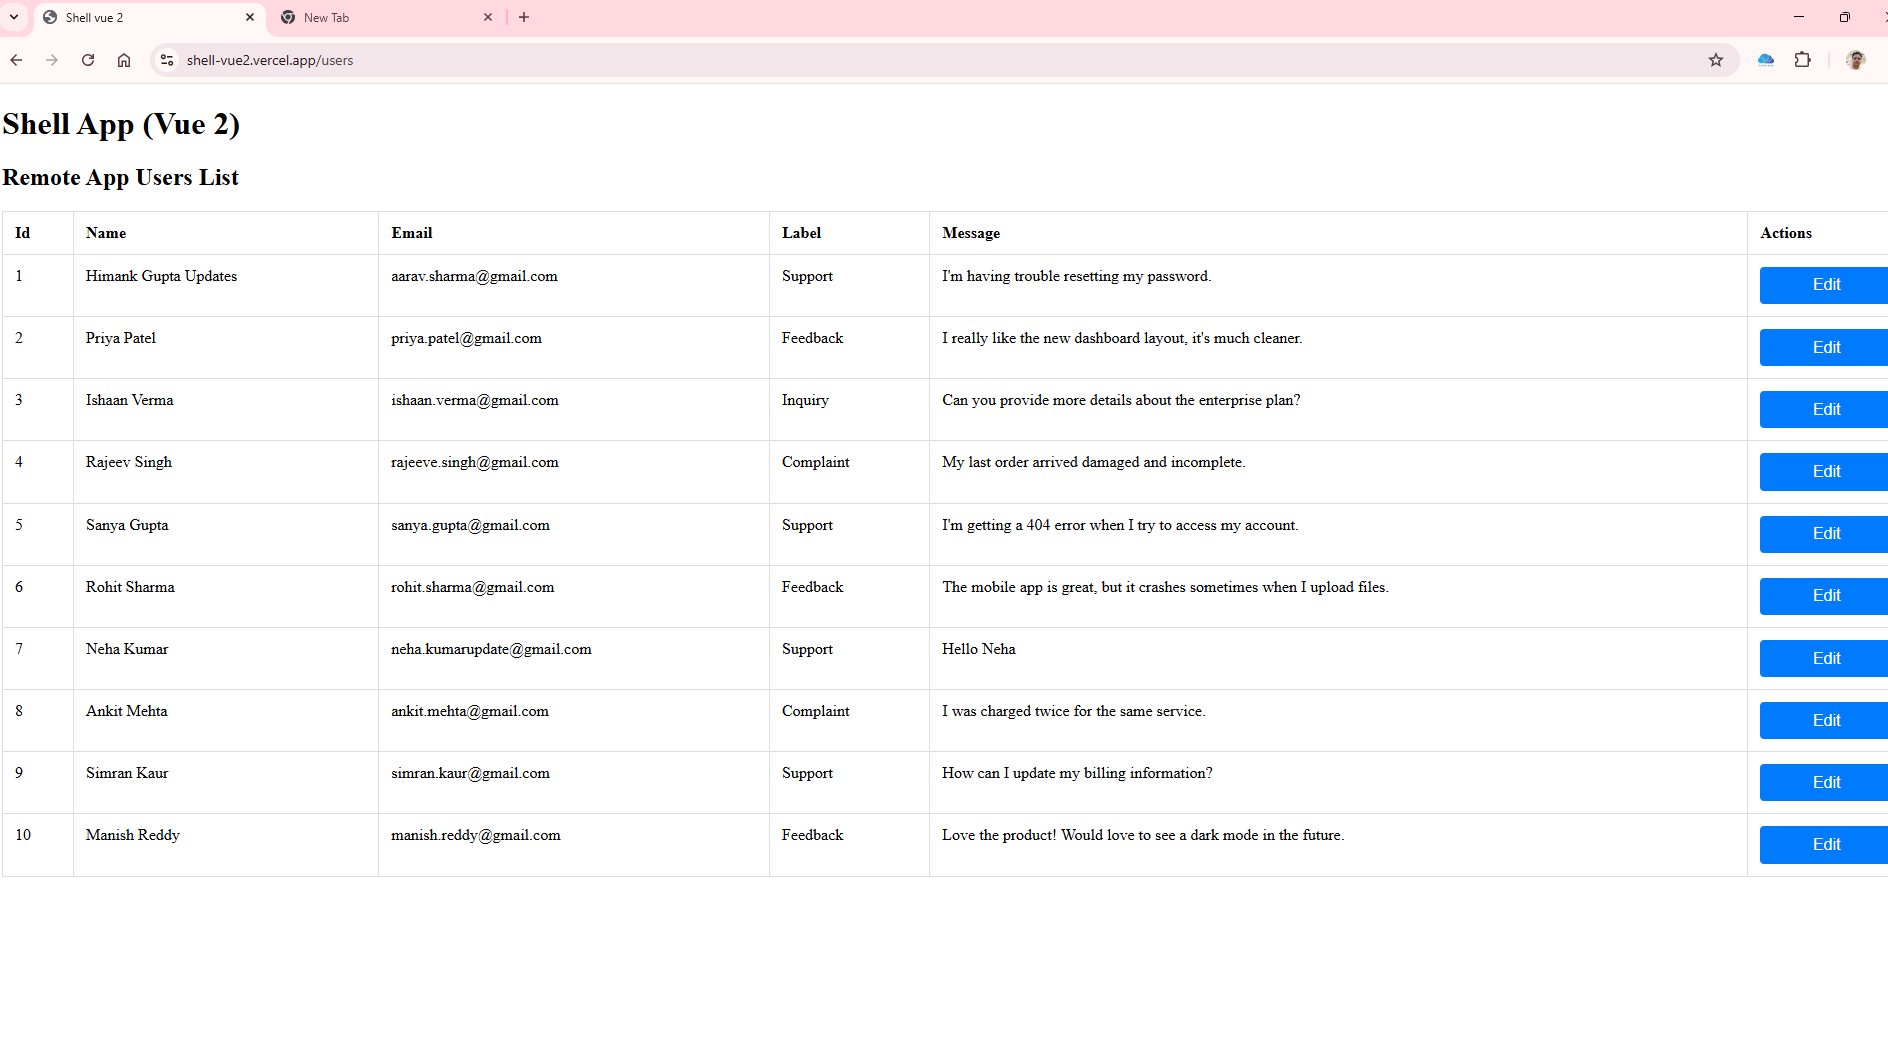 Shell vue 2
New Tab
shell-vue2.vercel.app/users
Shell App (Vue 2)
Remote App Users List
Id Name Email Label Message Actions
1 Himank Gupta Updates aarav.sharma@gmail.com Support I'm having trouble resetting my password. Edit
2 Priya Patel priya.patel@gmail.com Feedback I really like the new dashboard layout, it's much cleaner. Edit
3 Ishaan Verma ishaan.verma@gmail.com Inquiry Can you provide more details about the enterprise plan? Edit
4 Rajeev Singh rajeeve.singh@gmail.com Complaint My last order arrived damaged and incomplete. Edit
5 Sanya Gupta sanya.gupta@gmail.com Support I'm getting a 404 error when I try to access my account. Edit
6 Rohit Sharma rohit.sharma@gmail.com Feedback The mobile app is great, but it crashes sometimes when I upload files. Edit
7 Neha Kumar neha.kumarupdate@gmail.com Support Hello Neha Edit
8 Ankit Mehta ankit.mehta@gmail.com Complaint I was charged twice for the same service. Edit
9 Simran Kaur simran.kaur@gmail.com Support How can I update my billing information? Edit
10 Manish Reddy manish.reddy@gmail.com Feedback Love the product! Would love to see a dark mode in the future. Edit